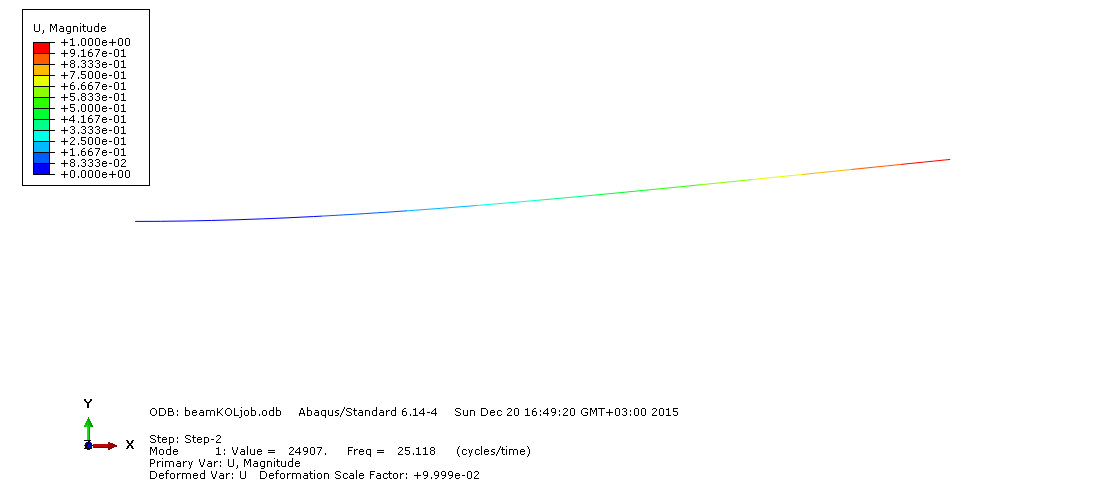 U, Magnitude
+1.000e+00
+9.167e-01
+8.333e-01
+7.500e-01
+6.667e-01
+5.833e-01
+5.000e-01
+4.167e-01
+3.333e-01
+2.500e-01
+1.667e-01
+8.333e-02
+0.000e+00
Y
X
ODB: beamKOLjob.odb Abaqus/Standard 6.14-4 Sun Dec 20 16:49:20 GMT+03:00 2015
Step: Step-2
Mode 1: Value = 24907. Freq = 25.118 (cycles/time)
Primary Var: U, Magnitude
Deformed Var: U Deformation Scale Factor: +9.999e-02